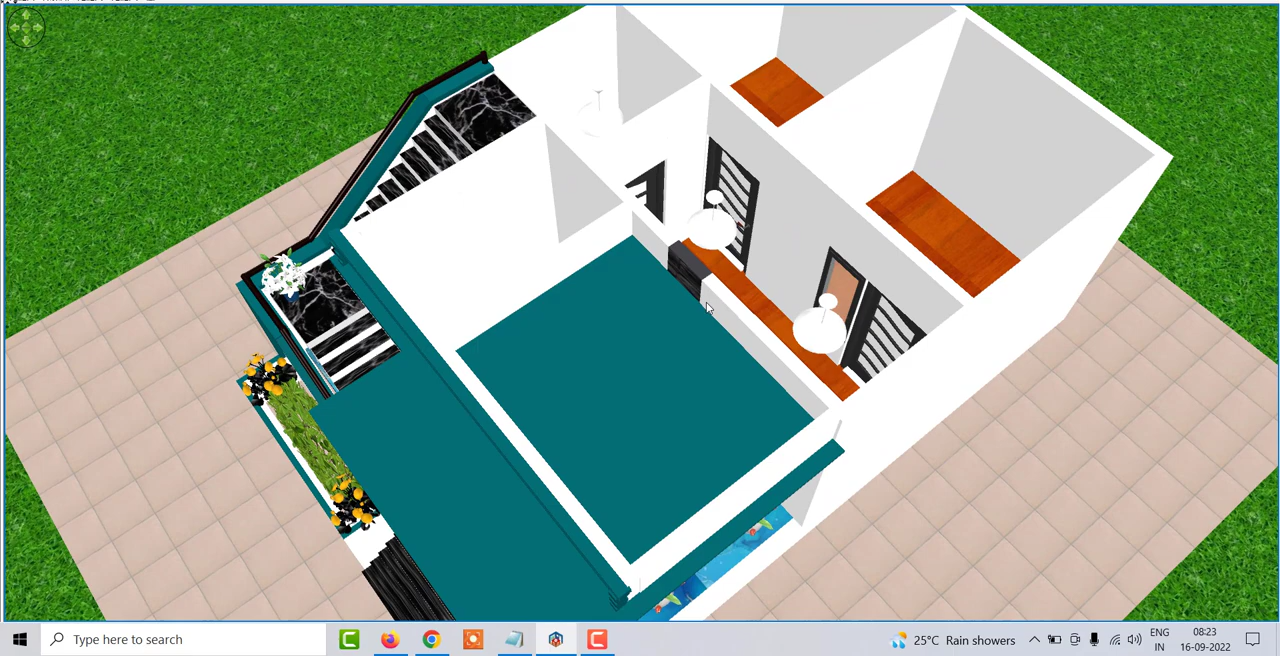 Type here to search
25°C Rain showers
ENG
IN
08:23
16-09-2022